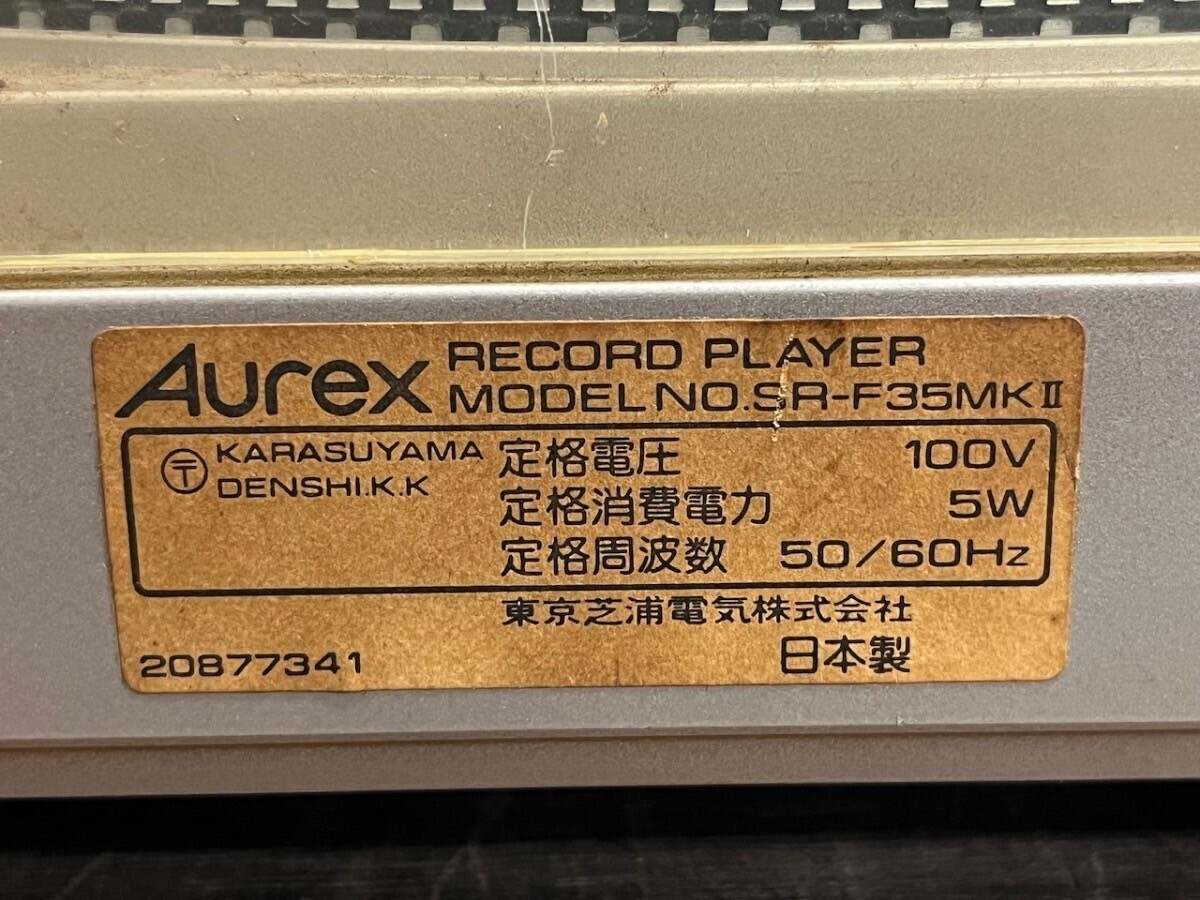 Aurex RECORD PLAYER
MODEL NO.SR-F35MKⅡ
〒 KARASUYAMA DENSHI.K.K
定格電圧 100V
定格消費電力 5W
定格周波数 50/60Hz
東京芝浦電気株式会社
20877341 日本製